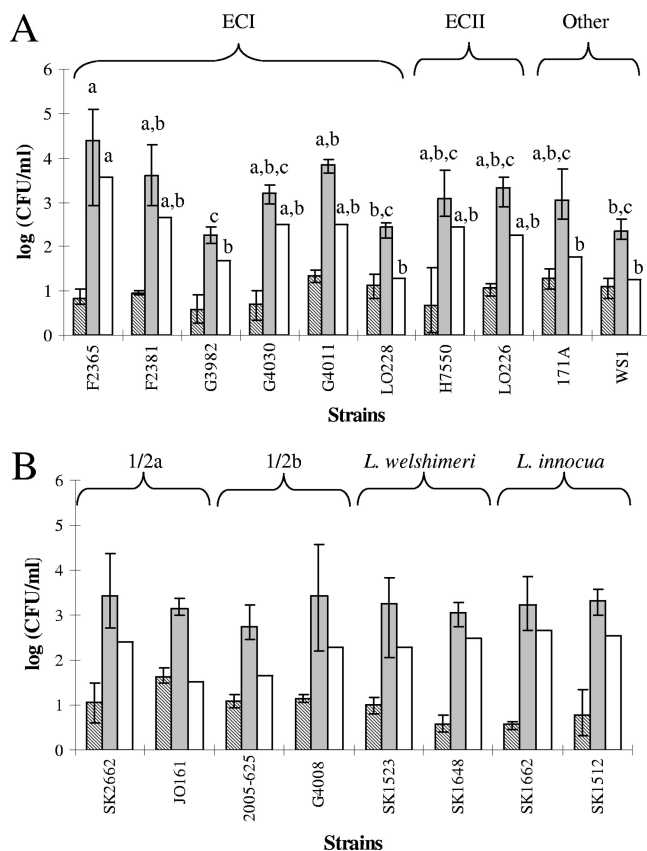 A
ECI ECII Other
log (CFU/ml)
6
5
4
3
2
1
0
a a
a,b a,b
c b
a,b,c a,b
a,b a,b
b,c b
a,b,c a,b
a,b,c a,b
a,b,c b
b,c b
F2365 F2381 G3982 G4030 G4011 LO228 H7550 LO226 171A WS1
Strains
B
1/2a 1/2b L. welshimeri L. innocua
log (CFU/ml)
6
5
4
3
2
1
0
SK2662 JO161 2005-625 G4008 SK1523 SK1648 SK1662 SK1512
Strains